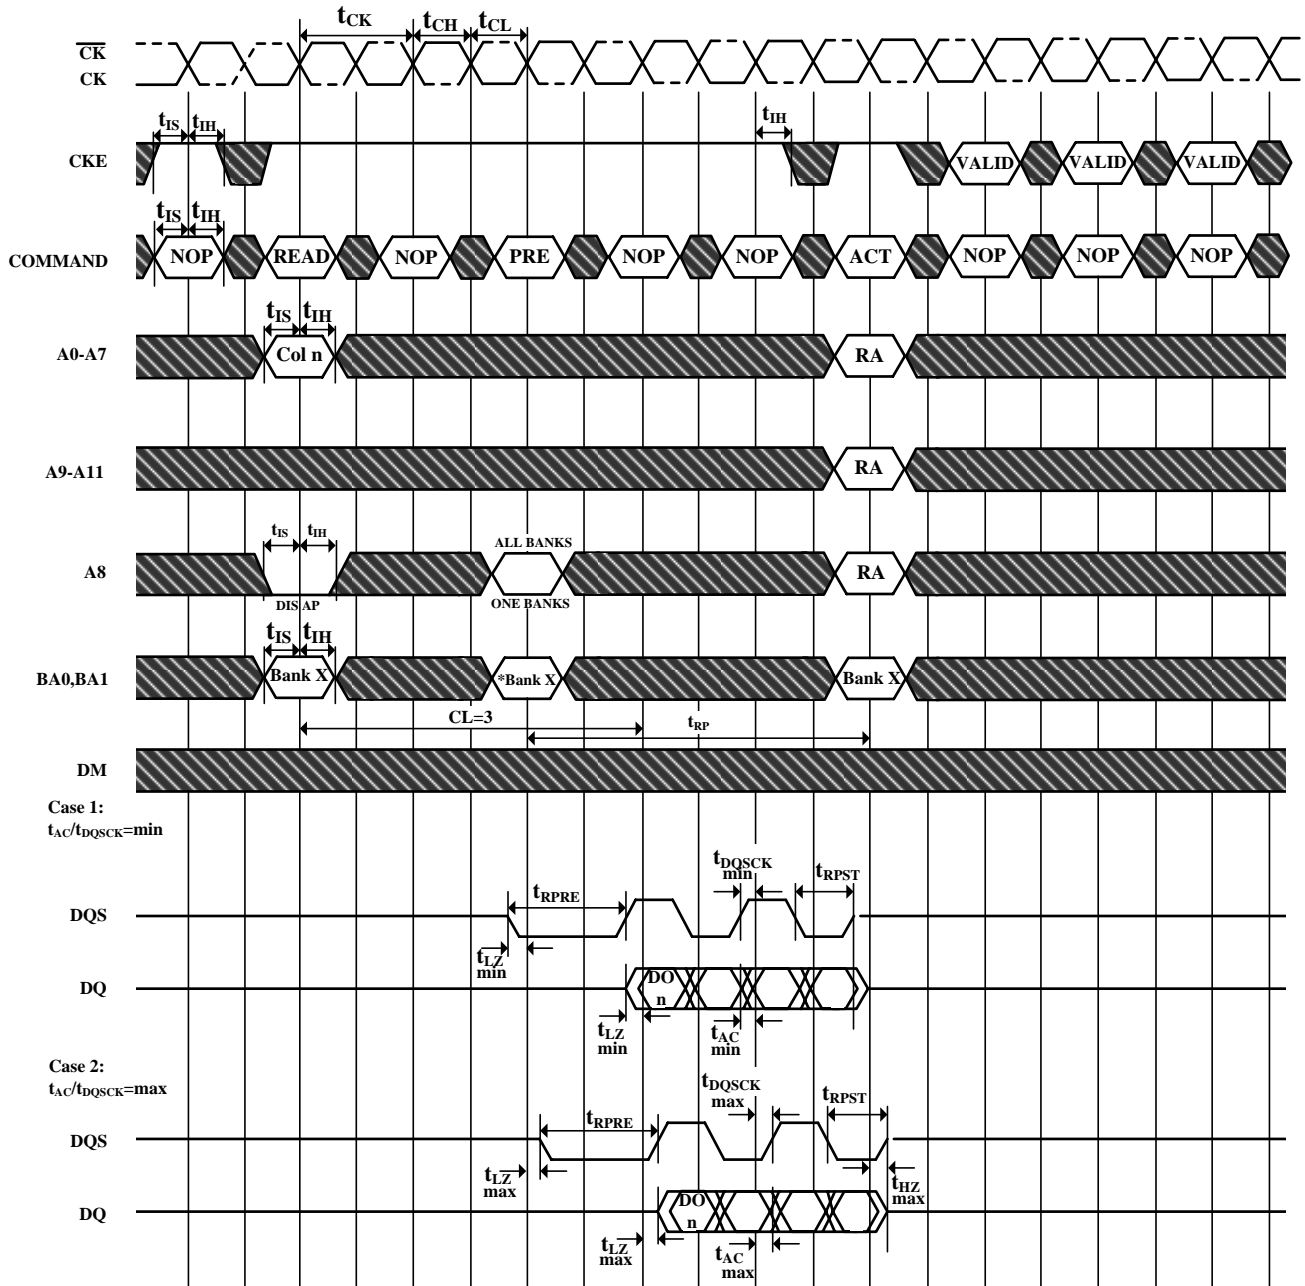 tCK tCH tCL
CK
CK
tIS tIH tIH
CKE VALID VALID VALID
tIS tIH
COMMAND NOP READ NOP PRE NOP NOP ACT NOP NOP NOP
tIS tIH
A0-A7 Col n RA
A9-A11 RA
tIS tIH ALL BANKS
A8 RA
DIS AP ONE BANKS
tIS tIH
BA0,BA1 Bank X *Bank X Bank X
CL=3 tRP
DM
Case 1:
tAC/tDQSCK=min
tDQSCK
min
tRPST
tRPRE
DQS
tLZ
min
DQ DO
n
tLZ
min
tAC
min
Case 2:
tAC/tDQSCK=max
tDQSCK
max
tRPST
tRPRE
DQS
tLZ
max
tHZ
max
DQ DO
n
tLZ
max
tAC
max